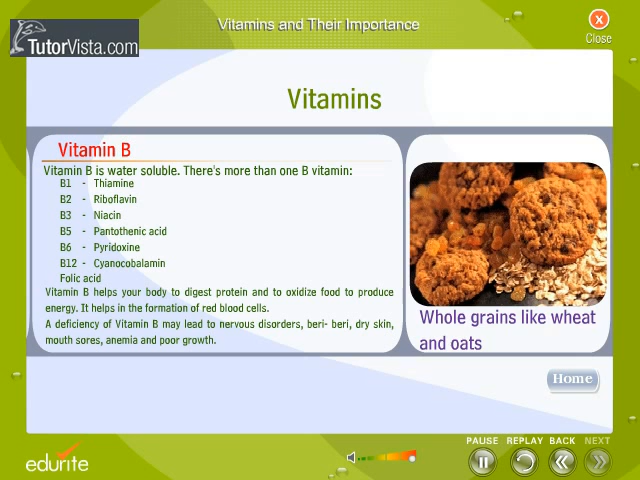 Vitamins and Their Importance
X
Close
TutorVista.com
Vitamins
Vitamin B
Vitamin B is water soluble. There's more than one B vitamin:
B1 - Thiamine
B2 - Riboflavin
B3 - Niacin
B5 - Pantothenic acid
B6 - Pyridoxine
B12 - Cyanocobalamin
Folic acid
Vitamin B helps your body to digest protein and to oxidize food to produce
energy. It helps in the formation of red blood cells.
A deficiency of Vitamin B may lead to nervous disorders, beri- beri, dry skin,
mouth sores, anemia and poor growth.
Whole grains like wheat
and oats
Home
PAUSE REPLAY BACK NEXT
edurite